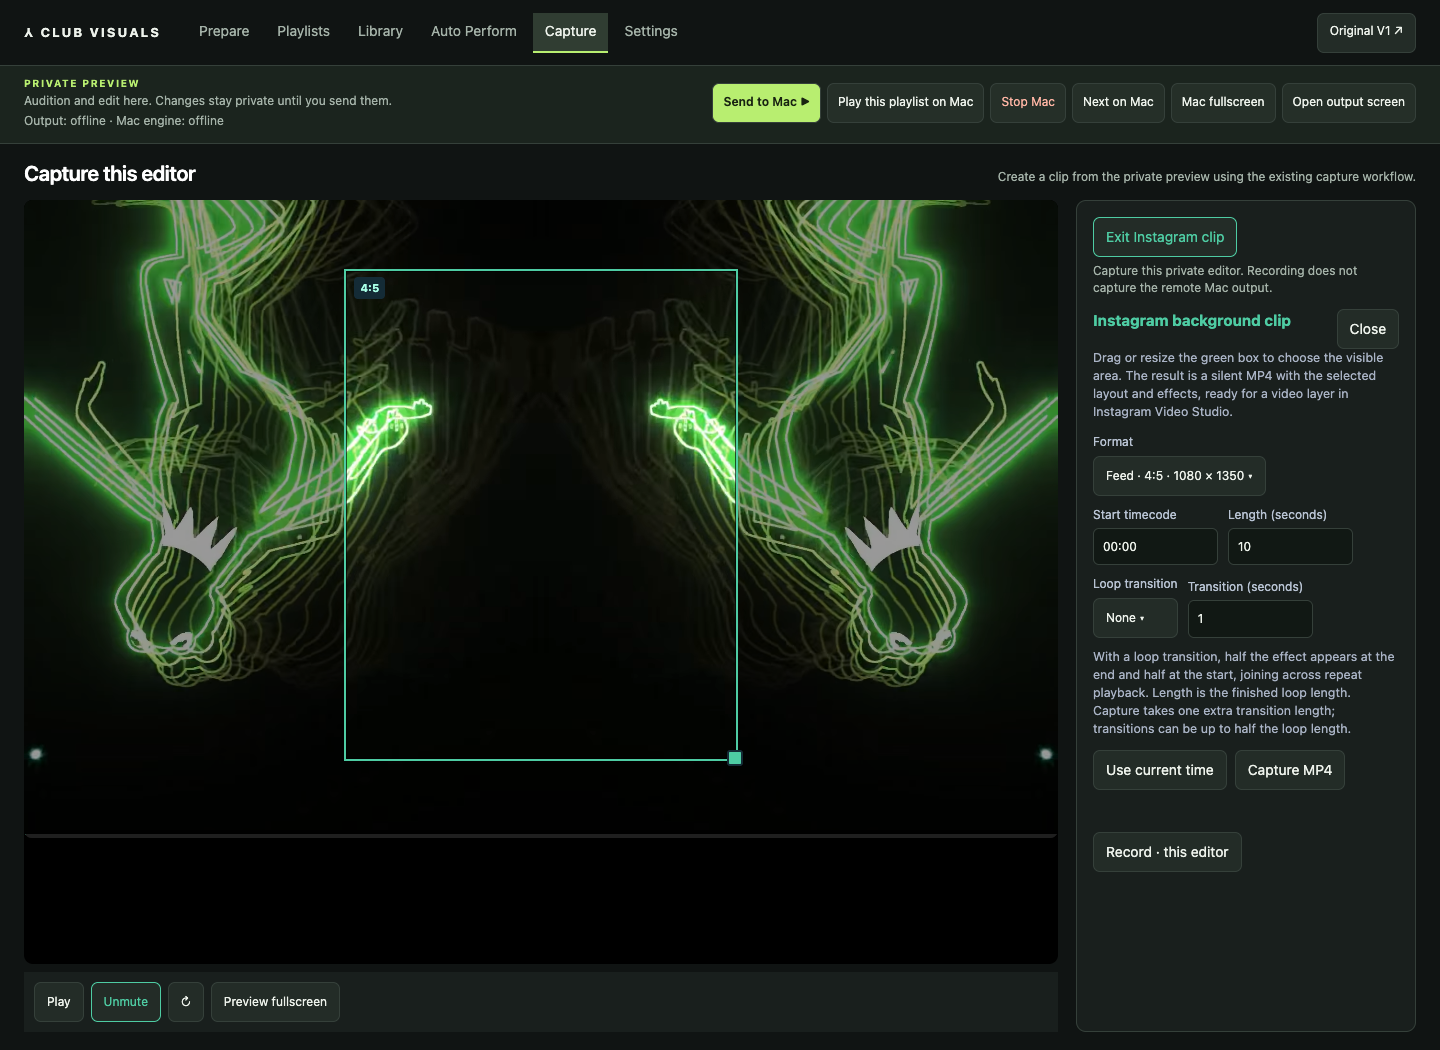 ⅄ CLUB VISUALS
Prepare
Playlists
Library
Auto Perform
Capture
Settings
Original V1 ↗
PRIVATE PREVIEW
Audition and edit here. Changes stay private until you send them.
Output: offline · Mac engine: offline
Send to Mac ▶
Play this playlist on Mac
Stop Mac
Next on Mac
Mac fullscreen
Open output screen
Capture this editor
Create a clip from the private preview using the existing capture workflow.
4:5
Exit Instagram clip
Capture this private editor. Recording does not
capture the remote Mac output.
Instagram background clip
Close
Drag or resize the green box to choose the visible
area. The result is a silent MP4 with the selected
layout and effects, ready for a video layer in
Instagram Video Studio.
Format
Feed · 4:5 · 1080 × 1350 ▾
Start timecode
Length (seconds)
00:00
10
Loop transition
Transition (seconds)
None ▾
1
With a loop transition, half the effect appears at the
end and half at the start, joining across repeat
playback. Length is the finished loop length.
Capture takes one extra transition length;
transitions can be up to half the loop length.
Use current time
Capture MP4
Record · this editor
Play
Unmute
↻
Preview fullscreen